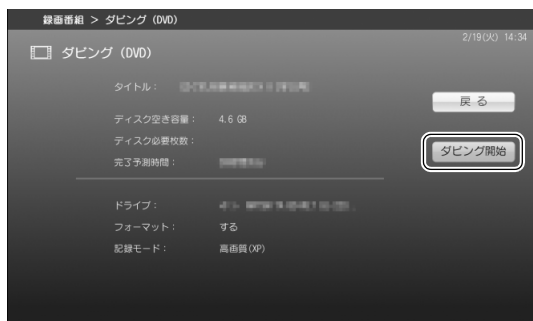 録画番組 > ダビング (DVD)
2/19(火) 14:34
ダビング (DVD)
タイトル：
戻る
ディスク空き容量： 4.6 GB
ディスク必要枚数：
ダビング開始
完了予測時間：
ドライブ：
フォーマット： する
記録モード： 高画質(XP)